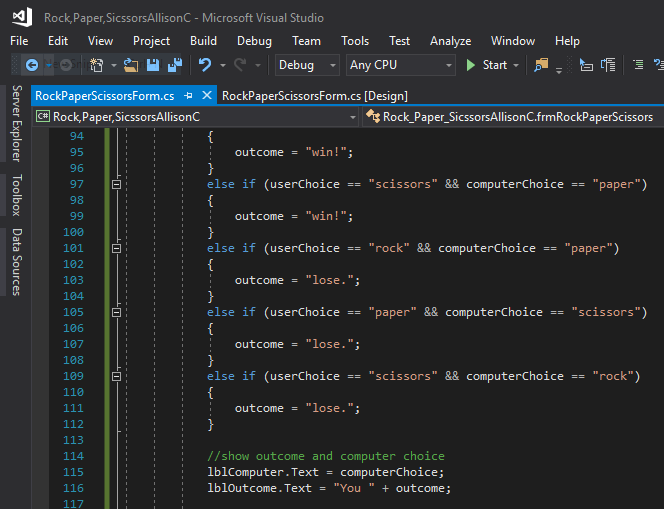 Rock,Paper,SicssorsAllisonC - Microsoft Visual Studio
File Edit View Project Build Debug Team Tools Test Analyze Window Help
Debug Any CPU Start
RockPaperScissorsForm.cs RockPaperScissorsForm.cs [Design]
C# Rock,Paper,SicssorsAllisonC Rock_Paper_SicssorsAllisonC.frmRockPaperScissors
Server Explorer
Toolbox
Data Sources
94 {
95 outcome = "win!";
96 }
97 else if (userChoice == "scissors" && computerChoice == "paper")
98 {
99 outcome = "win!";
100 }
101 else if (userChoice == "rock" && computerChoice == "paper")
102 {
103 outcome = "lose.";
104 }
105 else if (userChoice == "paper" && computerChoice == "scissors")
106 {
107 outcome = "lose.";
108 }
109 else if (userChoice == "scissors" && computerChoice == "rock")
110 {
111 outcome = "lose.";
112 }
113
114 //show outcome and computer choice
115 lblComputer.Text = computerChoice;
116 lblOutcome.Text = "You " + outcome;
117